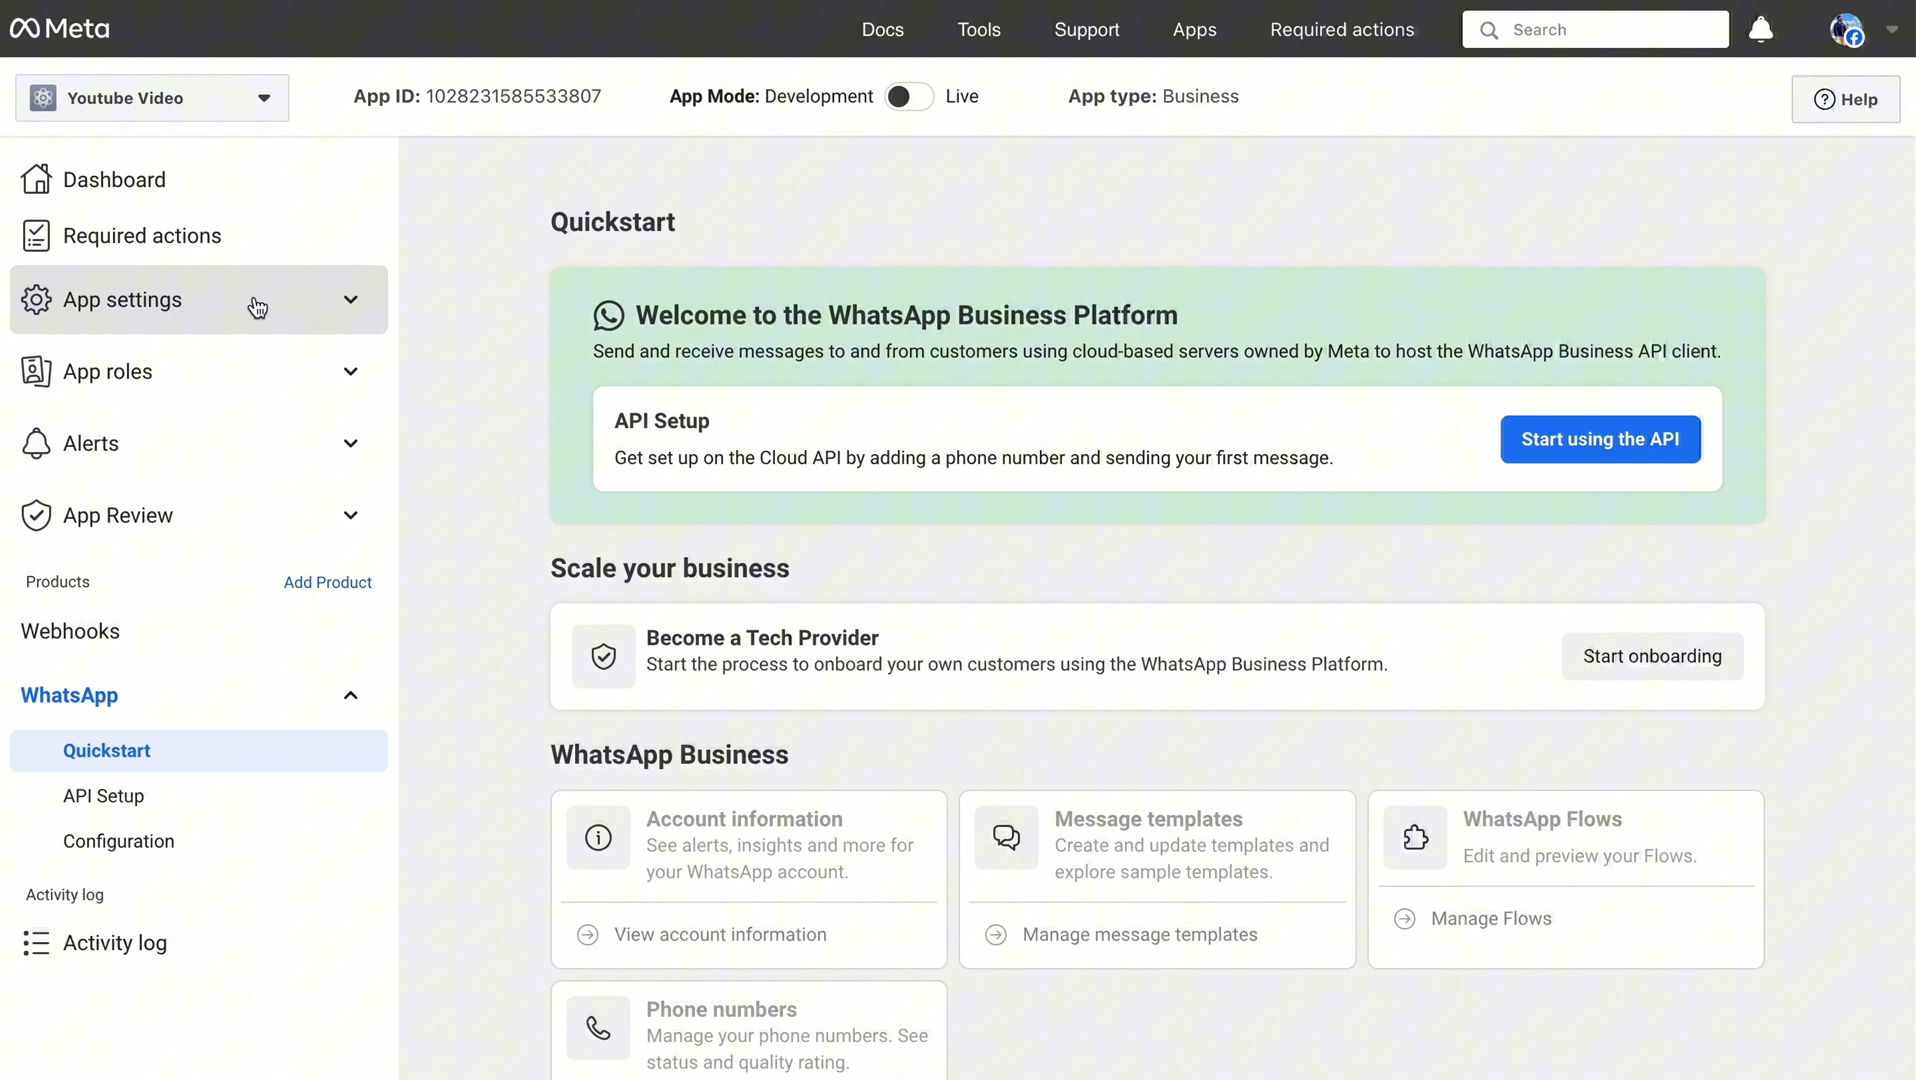 Meta
Docs
Tools
Support
Apps
Required actions
Search
Youtube Video
App ID: 1028231585533807
App Mode: Development
Live
App type: Business
Help
Dashboard
Required actions
App settings
App roles
Alerts
App Review
Products
Add Product
Webhooks
WhatsApp
Quickstart
API Setup
Configuration
Activity log
Activity log
Quickstart
Welcome to the WhatsApp Business Platform
Send and receive messages to and from customers using cloud-based servers owned by Meta to host the WhatsApp Business API client.
API Setup
Get set up on the Cloud API by adding a phone number and sending your first message.
Start using the API
Scale your business
Become a Tech Provider
Start the process to onboard your own customers using the WhatsApp Business Platform.
Start onboarding
WhatsApp Business
Account information
See alerts, insights and more for
your WhatsApp account.
View account information
Message templates
Create and update templates and
explore sample templates.
Manage message templates
WhatsApp Flows
Edit and preview your Flows.
Manage Flows
Phone numbers
Manage your phone numbers. See
status and quality rating.